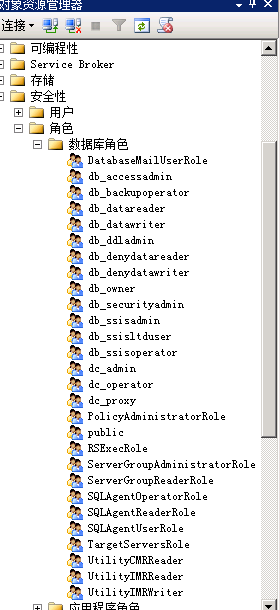 对象资源管理器
连接
可编程性
Service Broker
存储
安全性
用户
角色
数据库角色
DatabaseMailUserRole
db_accessadmin
db_backupoperator
db_datareader
db_datawriter
db_ddladmin
db_denydatareader
db_denydatawriter
db_owner
db_securityadmin
db_ssisadmin
db_ssisltduser
db_ssisoperator
dc_admin
dc_operator
dc_proxy
PolicyAdministratorRole
public
RSExecRole
ServerGroupAdministratorRole
ServerGroupReaderRole
SQLAgentOperatorRole
SQLAgentReaderRole
SQLAgentUserRole
TargetServersRole
UtilityCMRReader
UtilityIMRReader
UtilityIMRWriter
应用程序角色